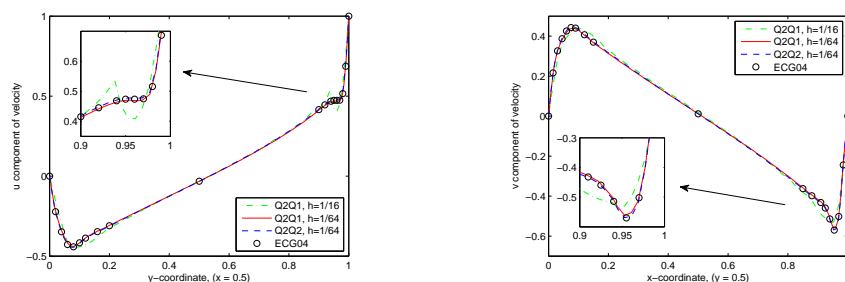 1
0.5
0
−0.5
u component of velocity
0.7
0.6
0.5
0.4
0.9
0.95
1
Q2Q1, h=1/16
Q2Q1, h=1/64
Q2Q2, h=1/64
ECG04
0
0.2
0.4
0.6
0.8
1
y−coordinate, (x = 0.5)
0.4
0.2
0
−0.2
−0.4
−0.6
v component of velocity
Q2Q1, h=1/16
Q2Q1, h=1/64
Q2Q2, h=1/64
ECG04
−0.3
−0.4
−0.5
0.9
0.95
1
0
0.2
0.4
0.6
0.8
x−coordinate, (y = 0.5)